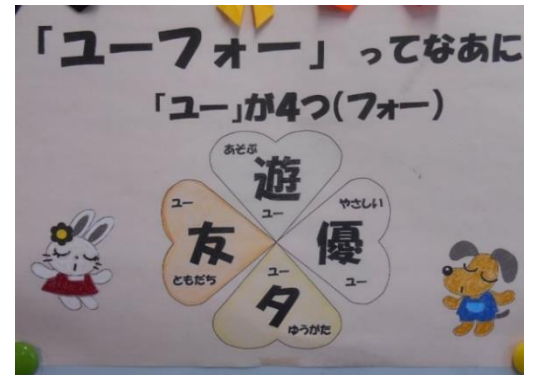 「ユーフォー」ってなあに
「ユー」が4つ(フォー)
あそぶ
遊
ユー
ユー
友
ともだち
やさしい
優
ユー
ユー
夕
ゆうがた